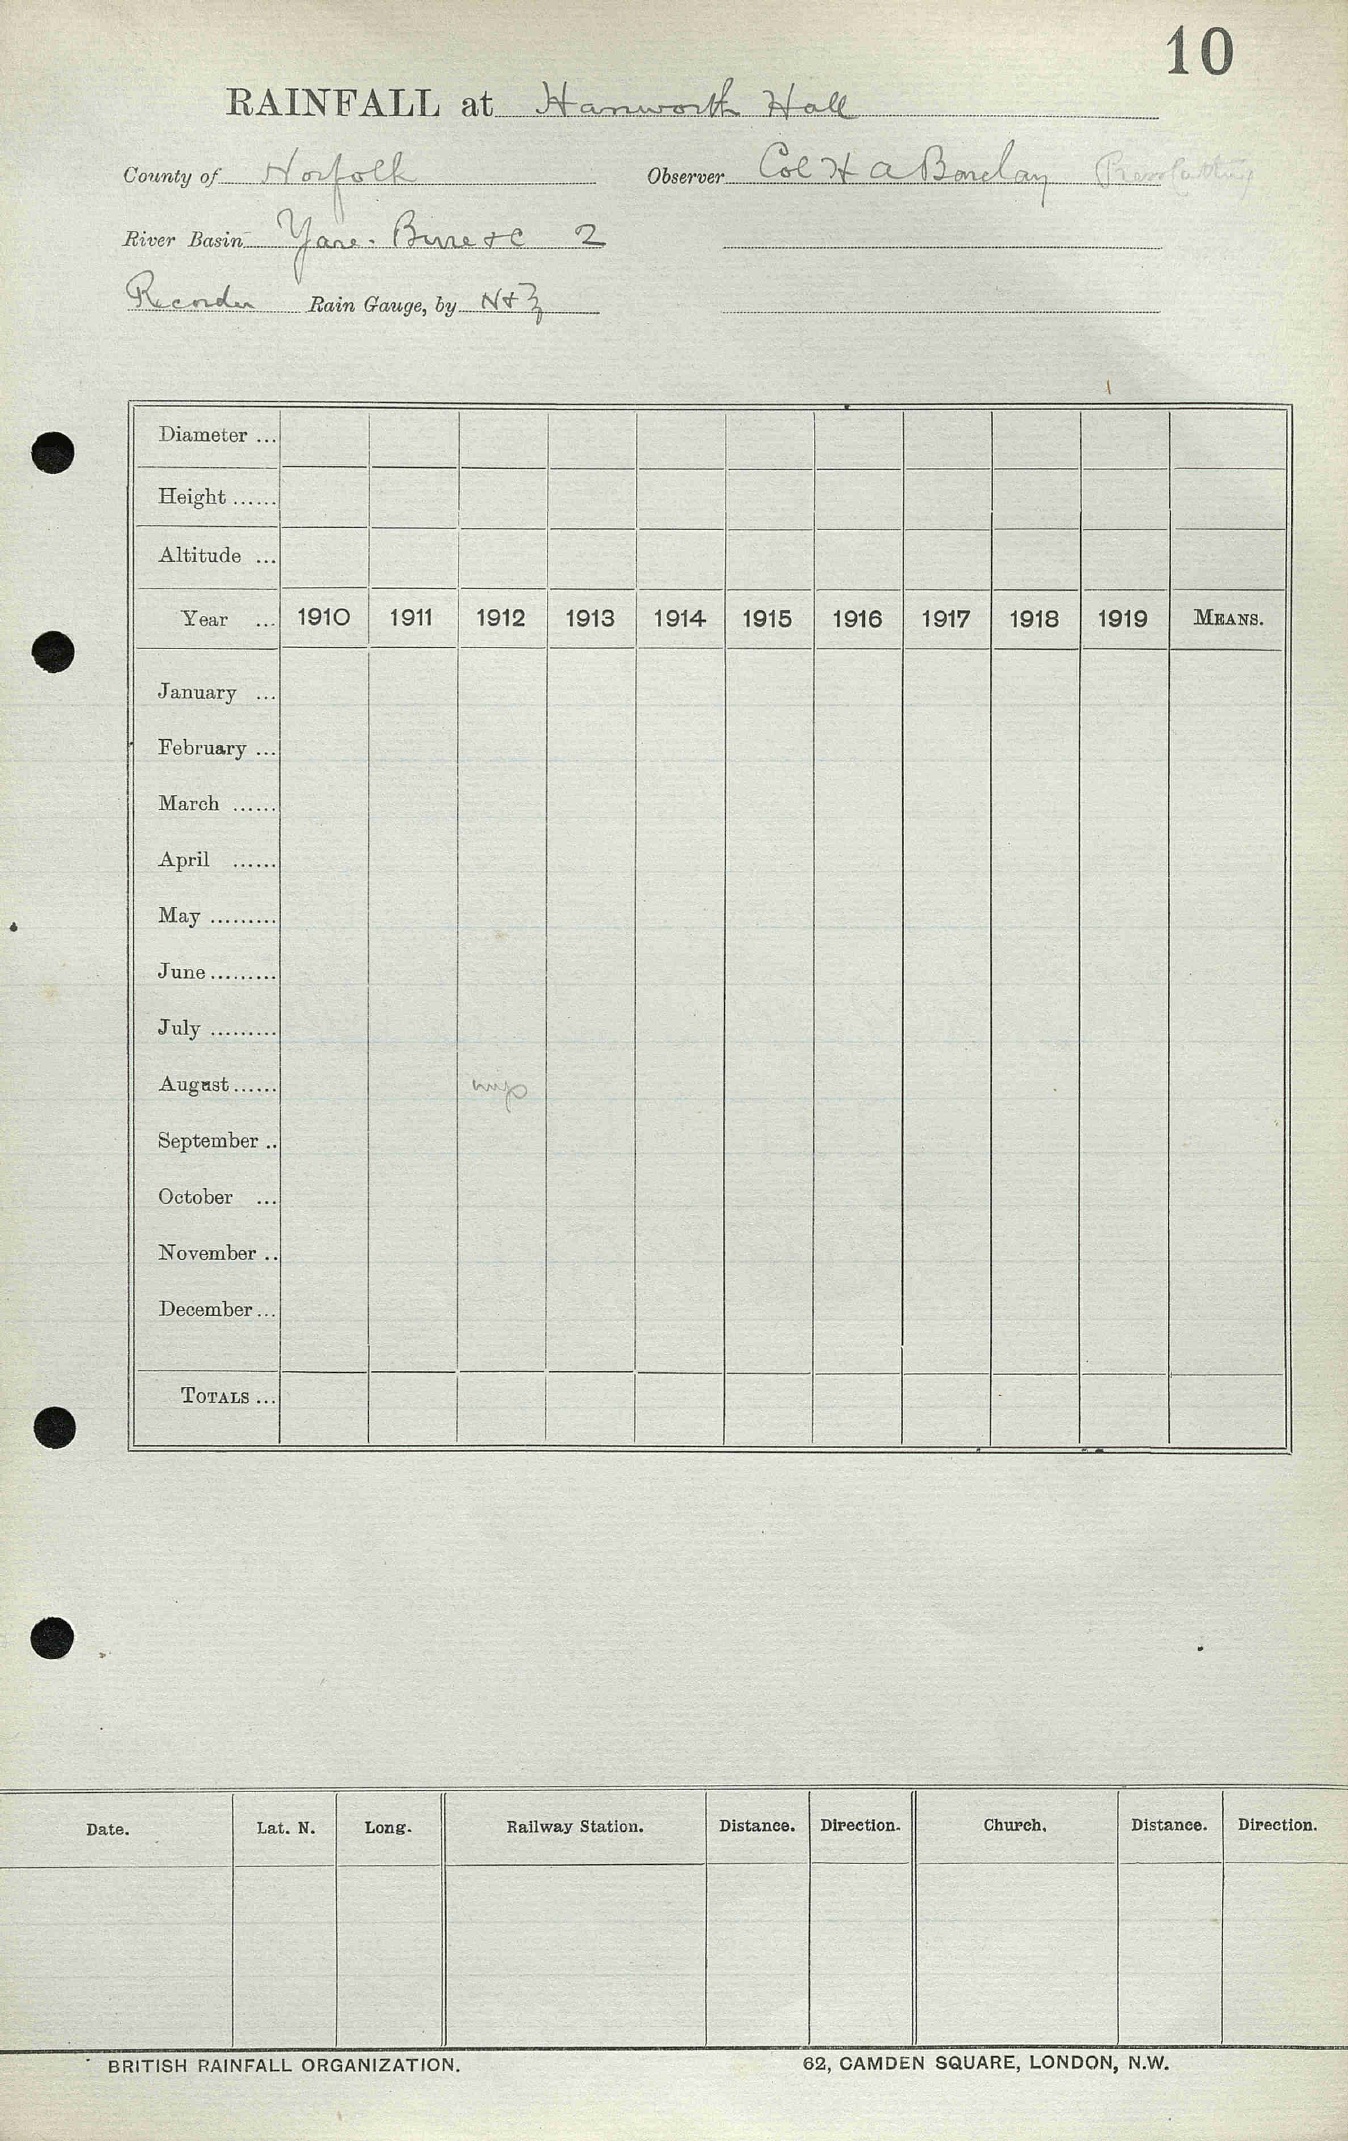 10
RAINFALL at Hanworth Hall
County of Norfolk Observer Col H A Barclay Press Cutting
River Basin Yare. Bure &c 2
Recorder Rain Gauge, by N & Z
Diameter ...
Height ......
Altitude ...
Year ... 1910 1911 1912 1913 1914 1915 1916 1917 1918 1919 MEANS.
January ...
February ...
March ......
April ......
May .........
June .........
July .........
August ......
September ..
October ...
November ..
December ...
TOTALS ...
Date. Lat. N. Long. Railway Station. Distance. Direction. Church. Distance. Direction.
BRITISH RAINFALL ORGANIZATION. 62, CAMDEN SQUARE, LONDON, N.W.